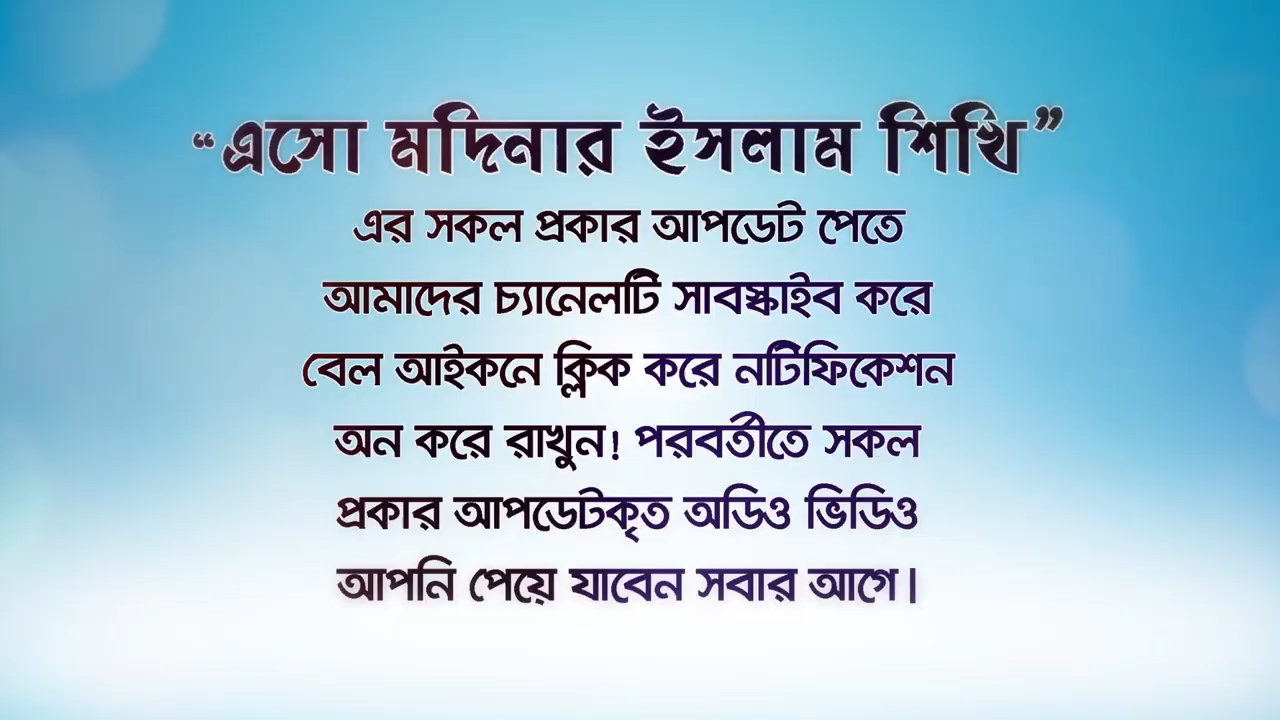 “এসো মদিনার ইসলাম শিখি”
এর সকল প্রকার আপডেট পেতে
আমাদের চ্যানেলটি সাবস্ক্রাইব করে
বেল আইকনে ক্লিক করে নটিফিকেশন
অন করে রাখুন! পরবর্তীতে সকল
প্রকার আপডেটকৃত অডিও ভিডিও
আপনি পেয়ে যাবেন সবার আগে।